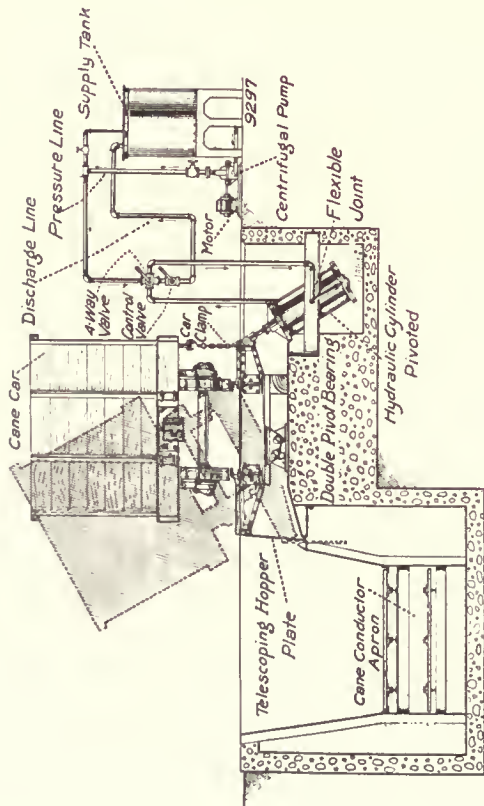 Supply Tank
Pressure Line
Discharge Line
4-Way
Valve
Control
Valve
Cane Car
Car
Clamp
Motor
9297
Centrifugal Pump
Flexible
Joint
Hydraulic Cylinder
Pivoted
Double Pivot Bearing
Telescoping Hopper
Plate
Cane Conductor
Apron